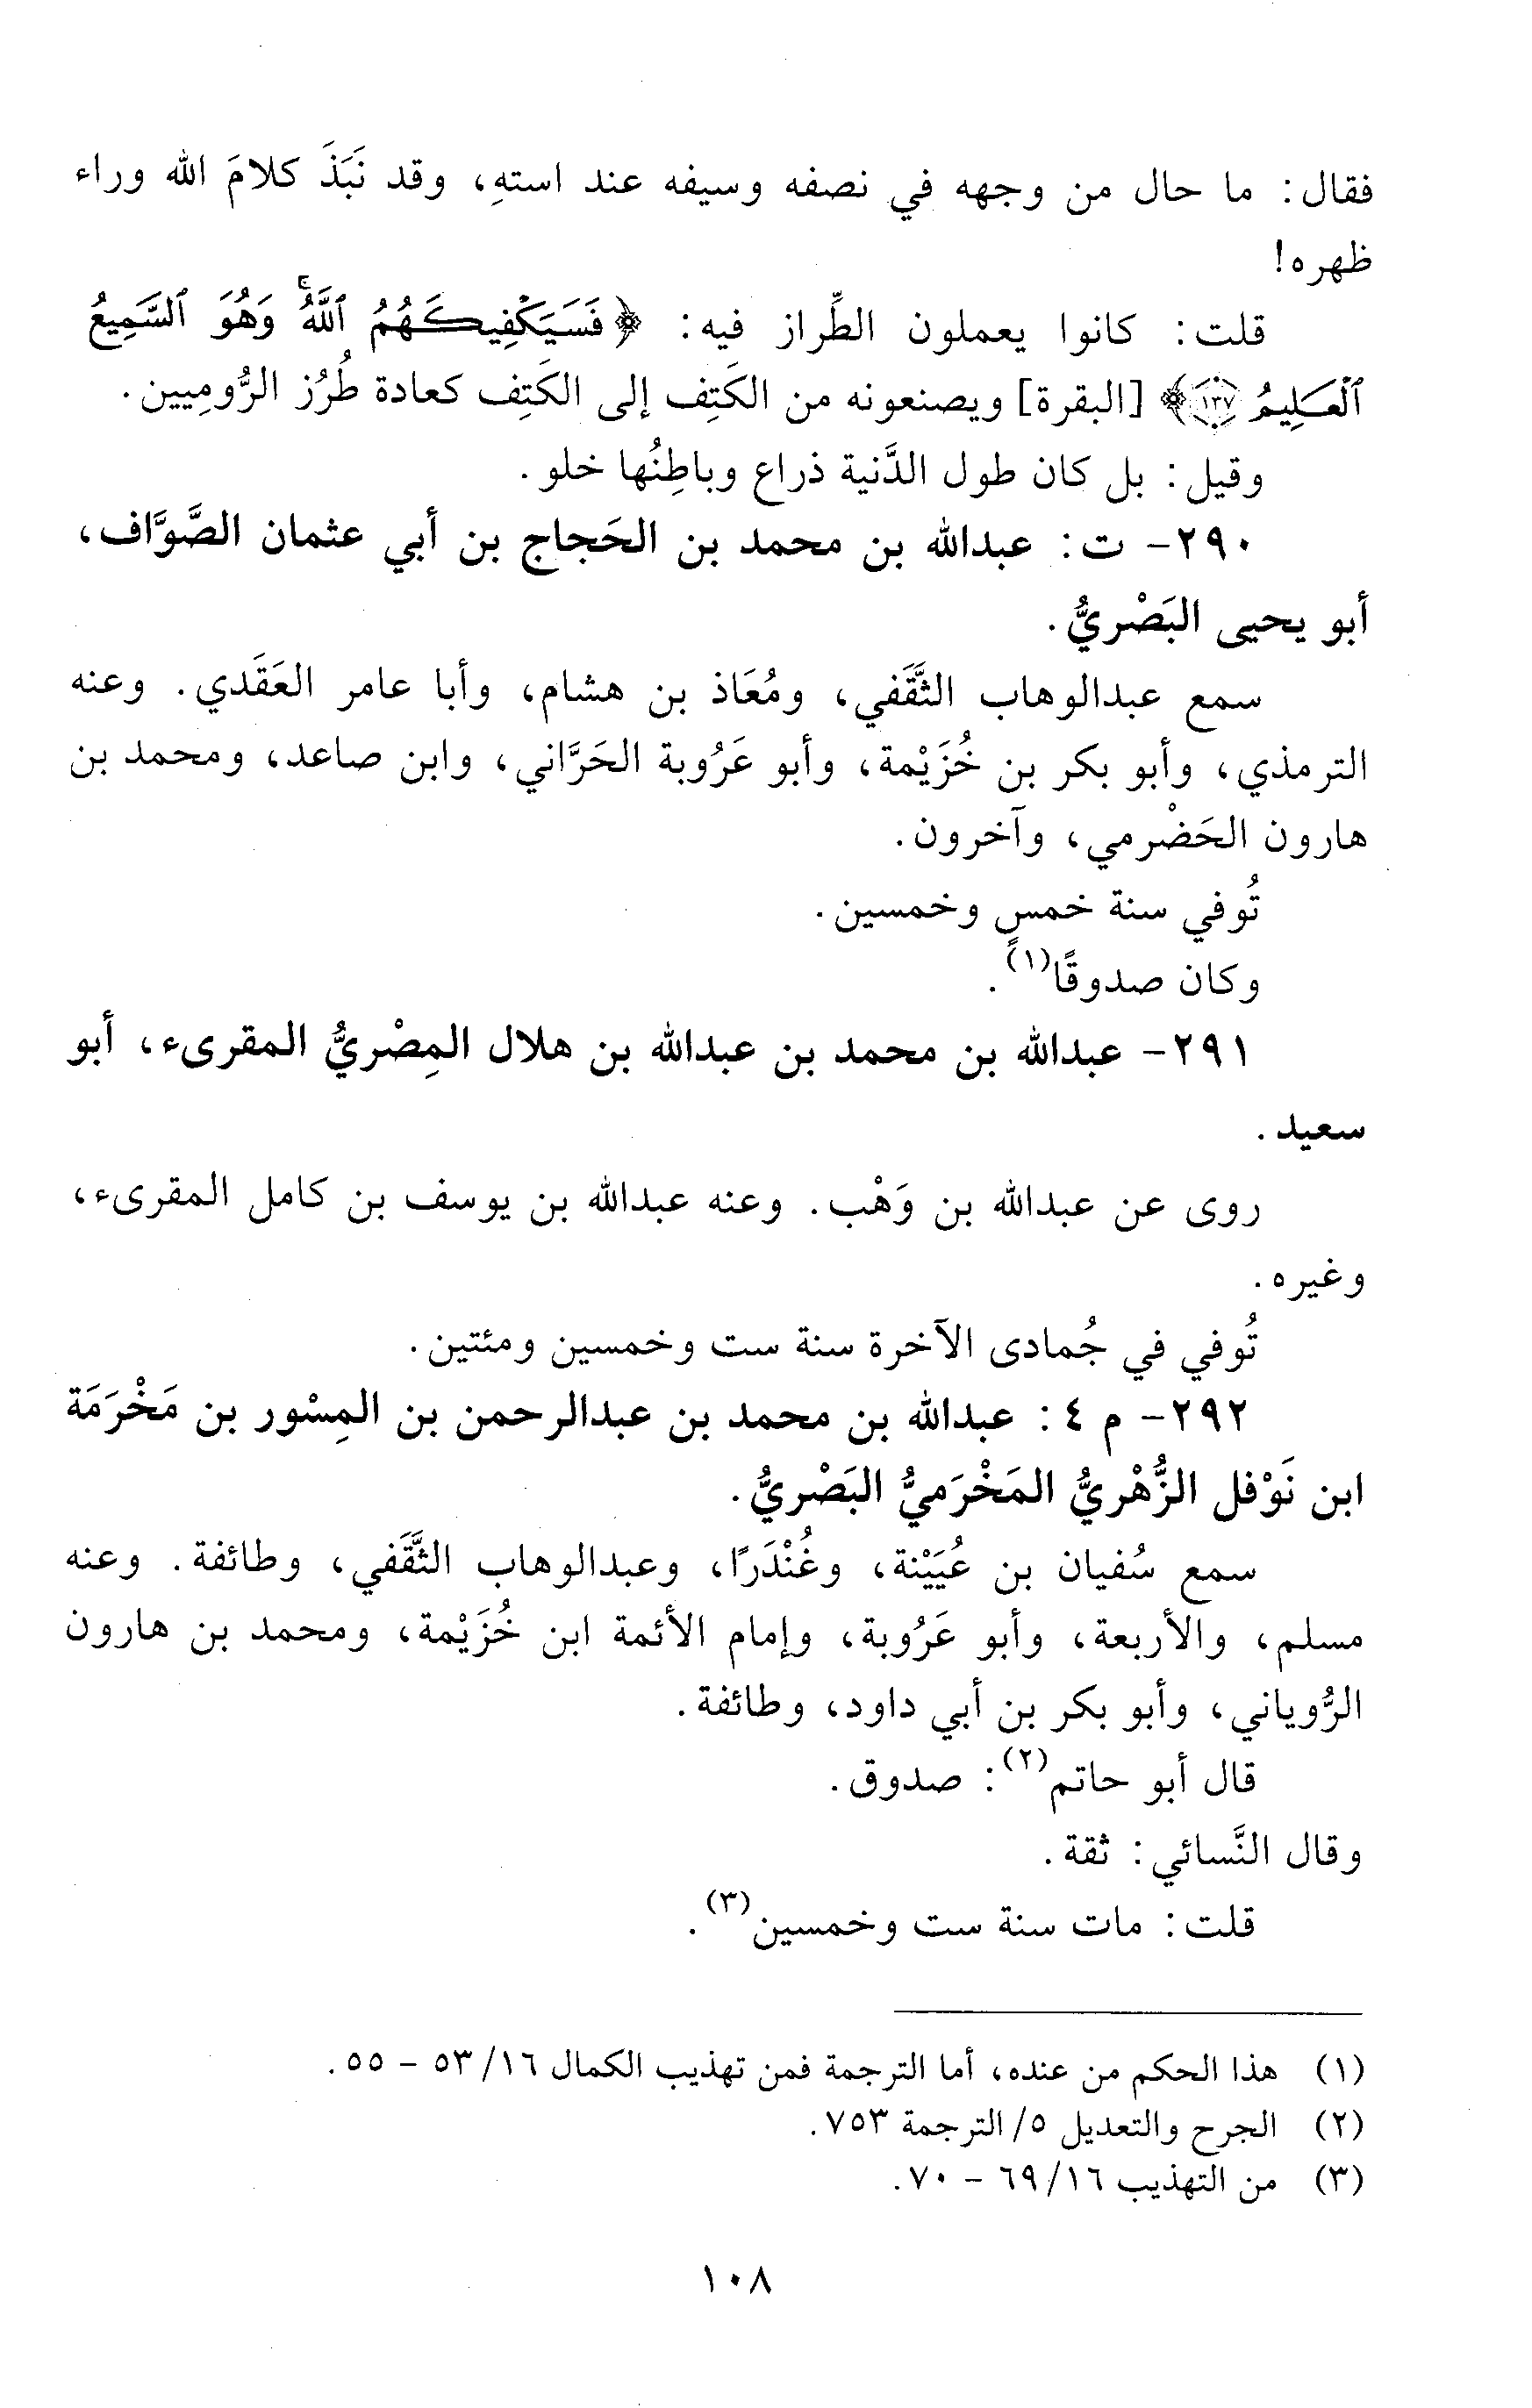 فقال: ما حال من وجهه في نصفه وسيفه عند استهِ، وقد نَبَذَ كلامَ الله وراء
ظهره!
قلت: كانوا يعملون الطِّراز فيه: ﴿فَسَيَكْفِيكَهُمُ ٱللَّهُۚ وَهُوَ ٱلسَّمِيعُ
ٱلْعَلِيمُ ١٣٧﴾ [البقرة] ويصنعونه من الكَتِف إلى الكَتِف كعادة طُرُز الرُّومِيين.
وقيل: بل كان طول الدَّنية ذراع وباطِنُها خلو.
٢٩٠- ت: عبدالله بن محمد بن الحَجاج بن أبي عثمان الصَّوَّاف،
أبو يحيى البَصْريُّ.
سمع عبدالوهاب الثَّقَفي، ومُعَاذ بن هشام، وأبا عامر العَقَدي. وعنه
الترمذي، وأبو بكر بن خُزَيْمة، وأبو عَرُوبة الحَرَّاني، وابن صاعد، ومحمد بن
هارون الحَضْرمي، وآخرون.
تُوفي سنة خمسٍ وخمسين.
وكان صدوقًا(١).
٢٩١- عبدالله بن محمد بن عبدالله بن هلال المِصْريُّ المقرىء، أبو
سعيد.
روى عن عبدالله بن وَهْب. وعنه عبدالله بن يوسف بن كامل المقرىء،
وغيره.
تُوفي في جُمادى الآخرة سنة ست وخمسين ومئتين.
٢٩٢- م ٤: عبدالله بن محمد بن عبدالرحمن بن المِسْور بن مَخْرَمَة
ابن نَوْفل الزُّهْريُّ المَخْرَميُّ البَصْريُّ.
سمع سُفيان بن عُيَيْنة، وغُنْدَرًا، وعبدالوهاب الثَّقَفي، وطائفة. وعنه
مسلم، والأربعة، وأبو عَرُوبة، وإمام الأئمة ابن خُزَيْمة، ومحمد بن هارون
الرُّوياني، وأبو بكر بن أبي داود، وطائفة.
قال أبو حاتم(٢): صدوق.
وقال النَّسائي: ثقة.
قلت: مات سنة ست وخمسين(٣).
(١) هذا الحكم من عنده، أما الترجمة فمن تهذيب الكمال ١٦/ ٥٣ - ٥٥.
(٢) الجرح والتعديل ٥/ الترجمة ٧٥٣.
(٣) من التهذيب ١٦/ ٦٩ - ٧٠.
١٠٨